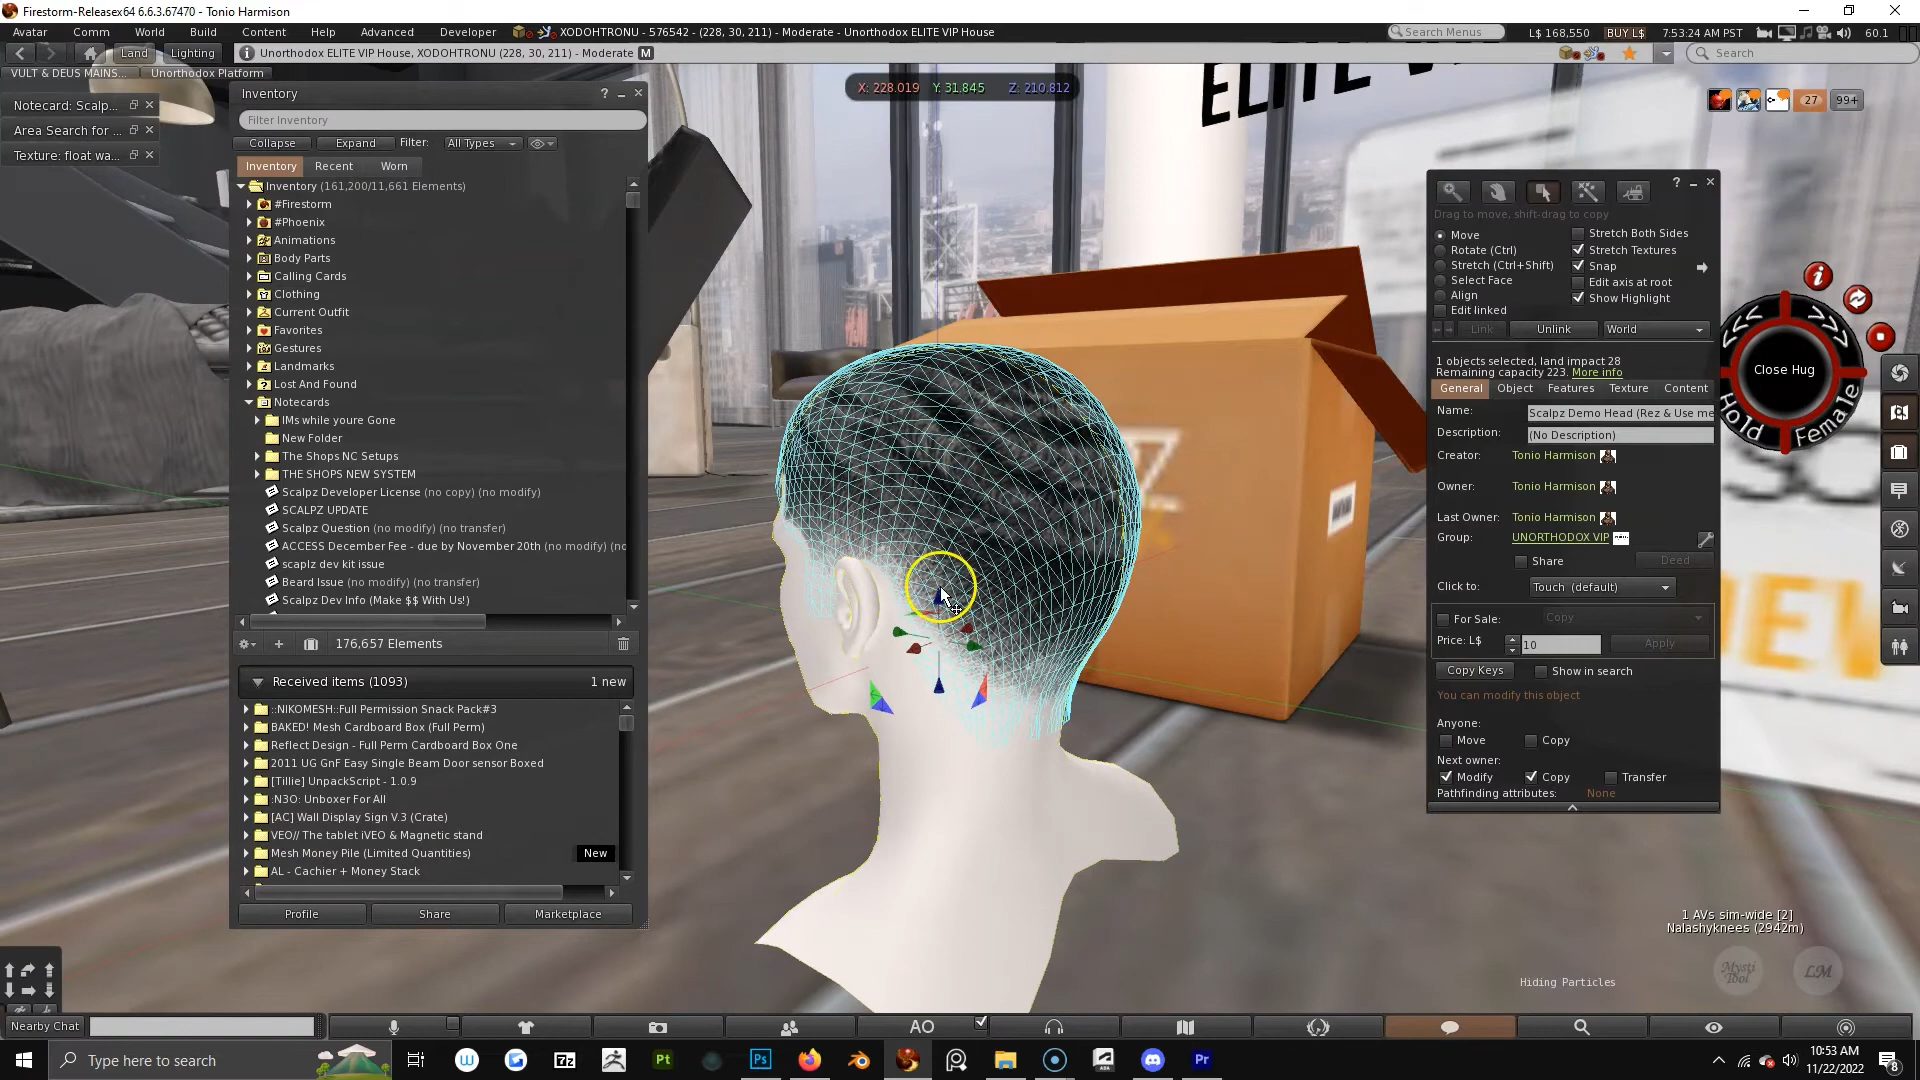 Firestorm-Releasex64 6.6.3.67470 - Tonio Harmison
Avatar Comm World Build Content Help Advanced Developer XODOHTRONU - 576542 - (228, 30, 211) - Moderate - Unorthodox ELITE VIP House
Search Menus L$ 168,550 BUY L$ 7:53:24 AM PST 60.1
Land Lighting Unorthodox ELITE VIP House, XODOHTRONU (228, 30, 211) - Moderate M Search
VULT & DEUS MAINS... Unorthodox Platform
X: 228.019 Y: 31.845 Z: 210.812
27 99+
Notecard: Scalp...
Area Search for ...
Texture: float wa...
Inventory
Filter Inventory
Collapse Expand Filter: All Types
Inventory Recent Worn
Inventory (161,200/11,661 Elements)
#Firestorm
#Phoenix
Animations
Body Parts
Calling Cards
Clothing
Current Outfit
Favorites
Gestures
Landmarks
Lost And Found
Notecards
IMs while youre Gone
New Folder
The Shops NC Setups
THE SHOPS NEW SYSTEM
Scalpz Developer License (no copy) (no modify)
SCALPZ UPDATE
Scalpz Question (no modify) (no transfer)
ACCESS December Fee - due by November 20th (no modify) (no
scaplz dev kit issue
Beard Issue (no modify) (no transfer)
Scalpz Dev Info (Make $$ With Us!)
176,657 Elements
Received items (1093) 1 new
::NIKOMESH::Full Permission Snack Pack#3
BAKED! Mesh Cardboard Box (Full Perm)
Reflect Design - Full Perm Cardboard Box One
2011 UG GnF Easy Single Beam Door sensor Boxed
[Tillie] UnpackScript - 1.0.9
:N3O: Unboxer For All
[AC] Wall Display Sign V.3 (Crate)
VEO// The tablet iVEO & Magnetic stand
Mesh Money Pile (Limited Quantities) New
AL - Cachier + Money Stack
Profile Share Marketplace
Drag to move, shift-drag to copy
Move
Rotate (Ctrl)
Stretch (Ctrl+Shift)
Select Face
Align
Edit linked
Stretch Both Sides
Stretch Textures
Snap
Edit axis at root
Show Highlight
Link Unlink World
1 objects selected, land impact 28
Remaining capacity 223. More info
General Object Features Texture Content
Name: Scalpz Demo Head (Rez & Use me
Description: (No Description)
Creator: Tonio Harmison
Owner: Tonio Harmison
Last Owner: Tonio Harmison
Group: UNORTHODOX VIP
Share Deed
Click to: Touch (default)
For Sale: Copy
Price: L$ 10 Apply
Copy Keys Show in search
You can modify this object
Anyone:
Move Copy
Next owner:
Modify Copy Transfer
Pathfinding attributes: None
Close Hug
Hold Female
1 AVs sim-wide [2]
Nalashyknees (2942m)
Mysti Tool LM
Hiding Particles
Nearby Chat AO
Type here to search
10:53 AM
11/22/2022
8